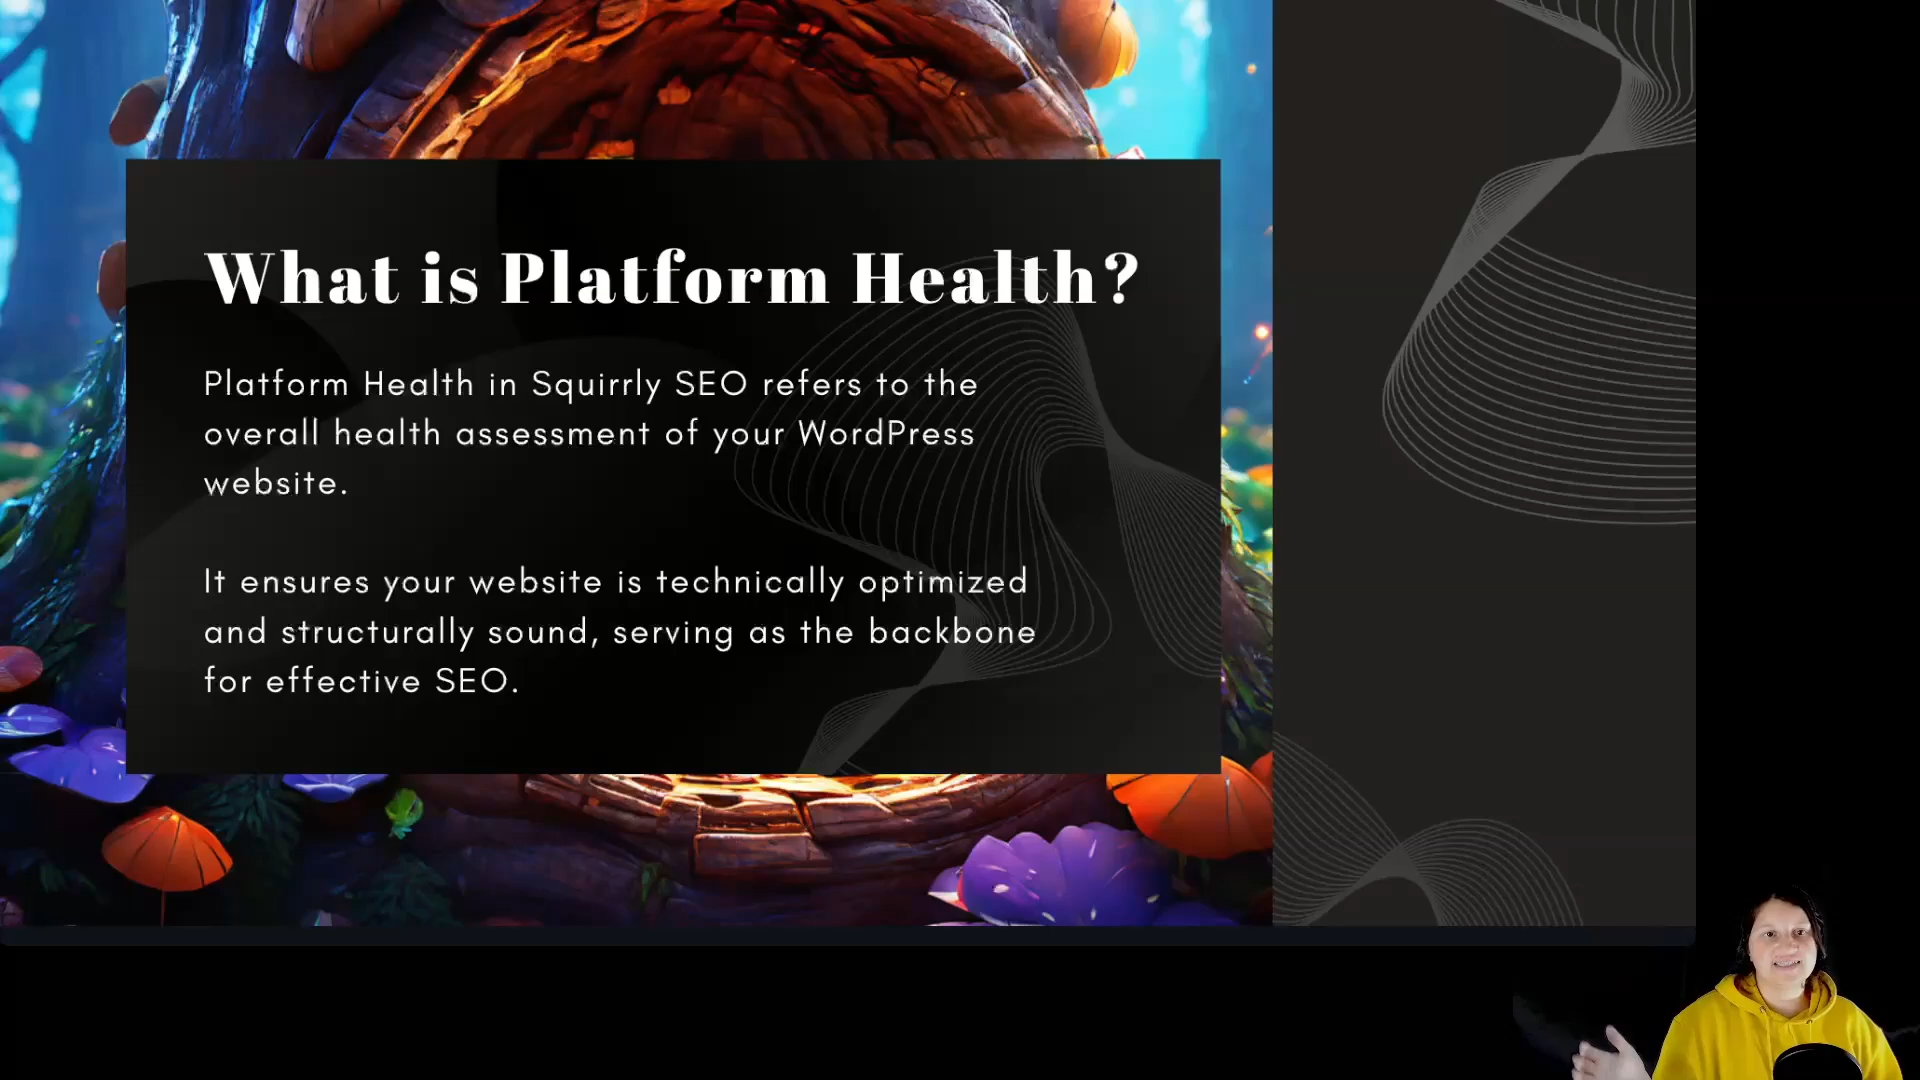 What is Platform Health?
Platform Health in Squirrly SEO refers to the
overall health assessment of your WordPress
website.
It ensures your website is technically optimized
and structurally sound, serving as the backbone
for effective SEO.